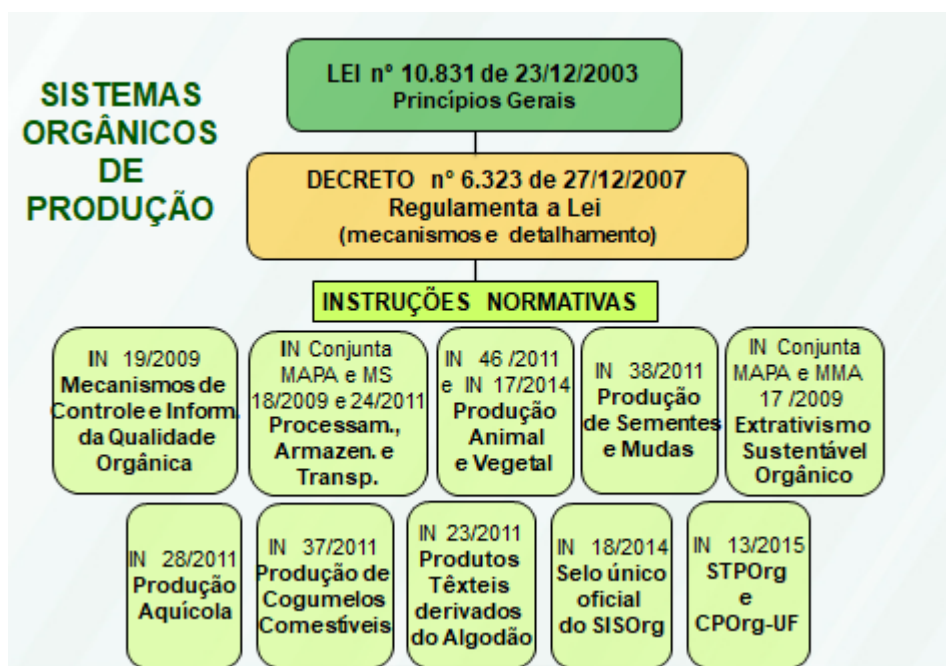 SISTEMAS
ORGÂNICOS
DE
PRODUÇÃO
LEI nº 10.831 de 23/12/2003
Princípios Gerais
DECRETO nº 6.323 de 27/12/2007
Regulamenta a Lei
(mecanismos e detalhamento)
INSTRUÇÕES NORMATIVAS
IN 19/2009
Mecanismos de
Controle e Inform.
da Qualidade
Orgânica
IN Conjunta
MAPA e MS
18/2009 e 24/2011
Processam.,
Armazen. e
Transp.
IN 46 /2011
e IN 17/2014
Produção
Animal
e Vegetal
IN 38/2011
Produção
de Sementes
e Mudas
IN Conjunta
MAPA e MMA
17 /2009
Extrativismo
Sustentável
Orgânico
IN 28/2011
Produção
Aquícola
IN 37/2011
Produção de
Cogumelos
Comestíveis
IN 23/2011
Produtos
Têxteis
derivados
do Algodão
IN 18/2014
Selo único
oficial
do SISOrg
IN 13/2015
STPOrg
e
CPOrg-UF